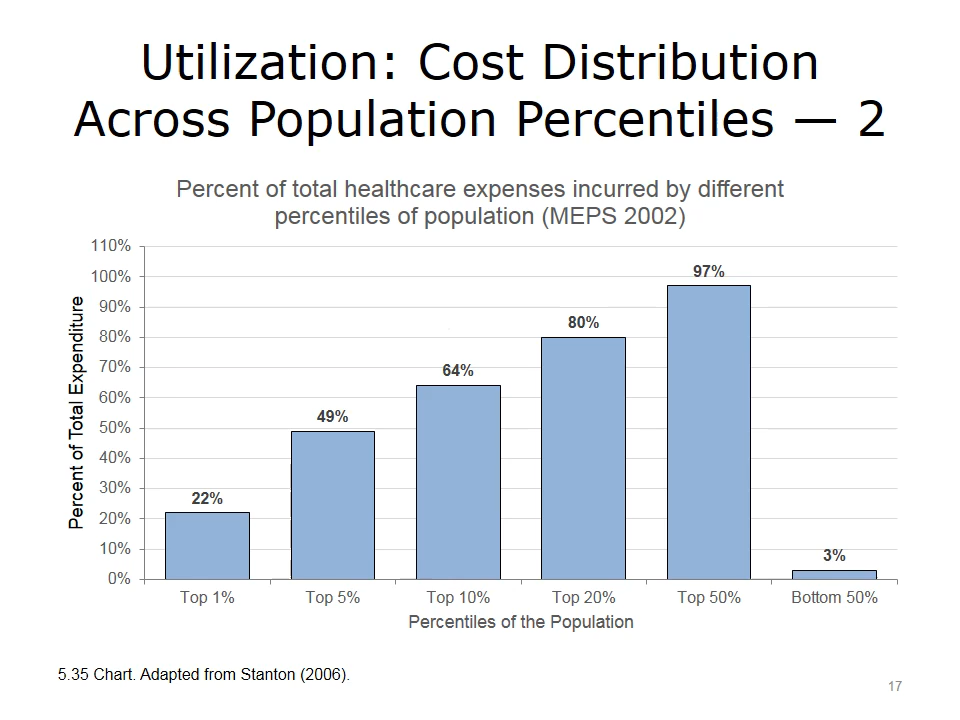 Utilization: Cost Distribution
Across Population Percentiles — 2
Percent of total healthcare expenses incurred by different
percentiles of population (MEPS 2002)
Percent of Total Expenditure
110%
100%
90%
80%
70%
60%
50%
40%
30%
20%
10%
0%
22%
49%
64%
80%
97%
3%
Top 1% Top 5% Top 10% Top 20% Top 50% Bottom 50%
Percentiles of the Population
5.35 Chart. Adapted from Stanton (2006).
17